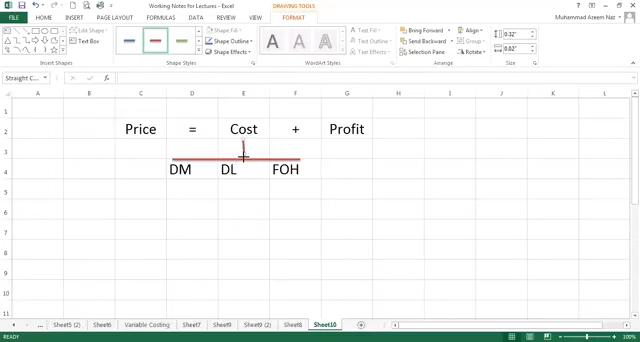 Working Notes for Lectures - Excel
DRAWING TOOLS
FILE HOME INSERT PAGE LAYOUT FORMULAS DATA REVIEW VIEW FORMAT
Muhammad Azeem Naz
Edit Shape
Text Box
Shape Fill
Shape Outline
Shape Effects
Text Fill
Text Outline
Text Effects
Bring Forward
Send Backward
Selection Pane
Align
Group
Rotate
0.32"
0.02"
Insert Shapes Shape Styles WordArt Styles Arrange Size
Straight C...
fx
A B C D E F G H I J K L
1
2 Price = Cost + Profit
3
4 DM DL FOH
5
6
7
8
9
10
11
... Sheet5 (2) Sheet6 Variable Costing Sheet7 Sheet9 Sheet9 (2) Sheet8 Sheet10
READY
100%